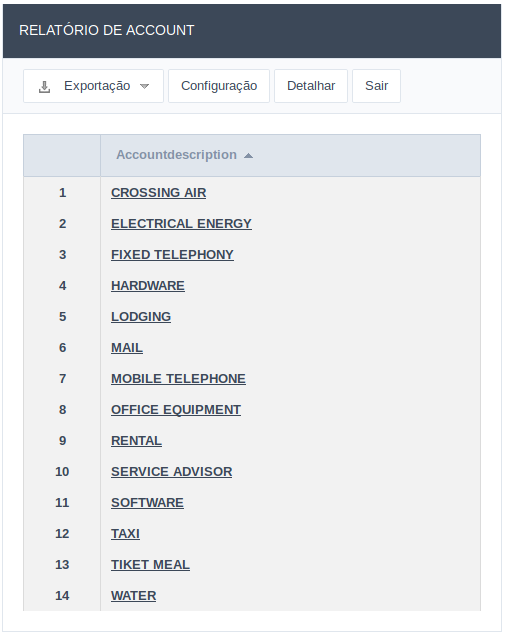 RELATÓRIO DE ACCOUNT
Exportação Configuração Detalhar Sair
Accountdescription
1 CROSSING AIR
2 ELECTRICAL ENERGY
3 FIXED TELEPHONY
4 HARDWARE
5 LODGING
6 MAIL
7 MOBILE TELEPHONE
8 OFFICE EQUIPMENT
9 RENTAL
10 SERVICE ADVISOR
11 SOFTWARE
12 TAXI
13 TIKET MEAL
14 WATER